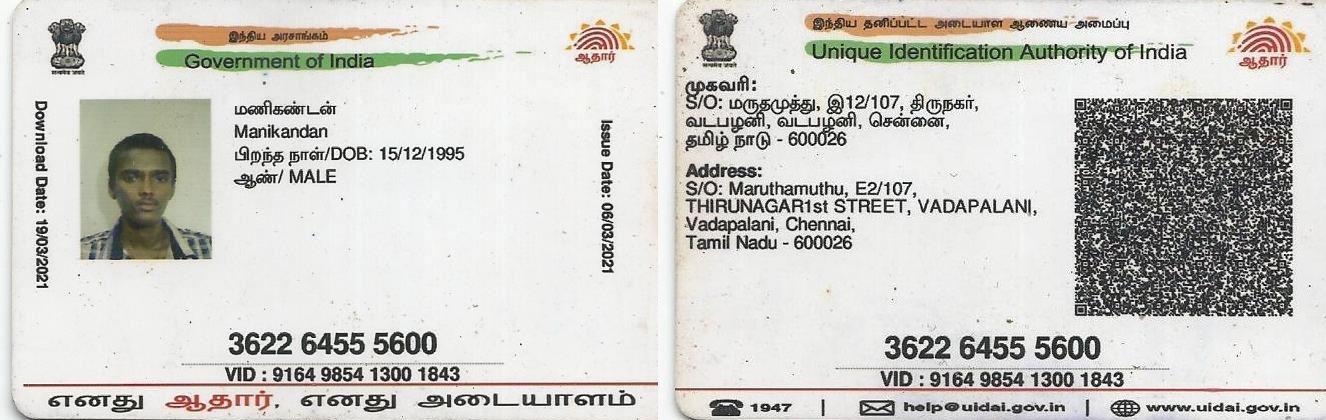 இந்திய அரசாங்கம்
Government of India
சத்யமேவ ஜயதே
ஆதார்
Download Date: 19/03/2021
மணிகண்டன்
Manikandan
பிறந்த நாள்/DOB: 15/12/1995
ஆண்/ MALE
Issue Date: 06/03/2021
3622 6455 5600
VID : 9164 9854 1300 1843
எனது ஆதார், எனது அடையாளம்
இந்திய தனிப்பட்ட அடையாள ஆணைய அமைப்பு
Unique Identification Authority of India
ஆதார்
முகவரி:
S/O: மருதமுத்து, இ12/107, திருநகர்,
வடபழனி, வடபழனி, சென்னை,
தமிழ் நாடு - 600026
Address:
S/O: Maruthamuthu, E2/107,
THIRUNAGAR1st STREET, VADAPALANI,
Vadapalani, Chennai,
Tamil Nadu - 600026
3622 6455 5600
VID : 9164 9854 1300 1843
1947 | help@uidai.gov.in | www.uidai.gov.in